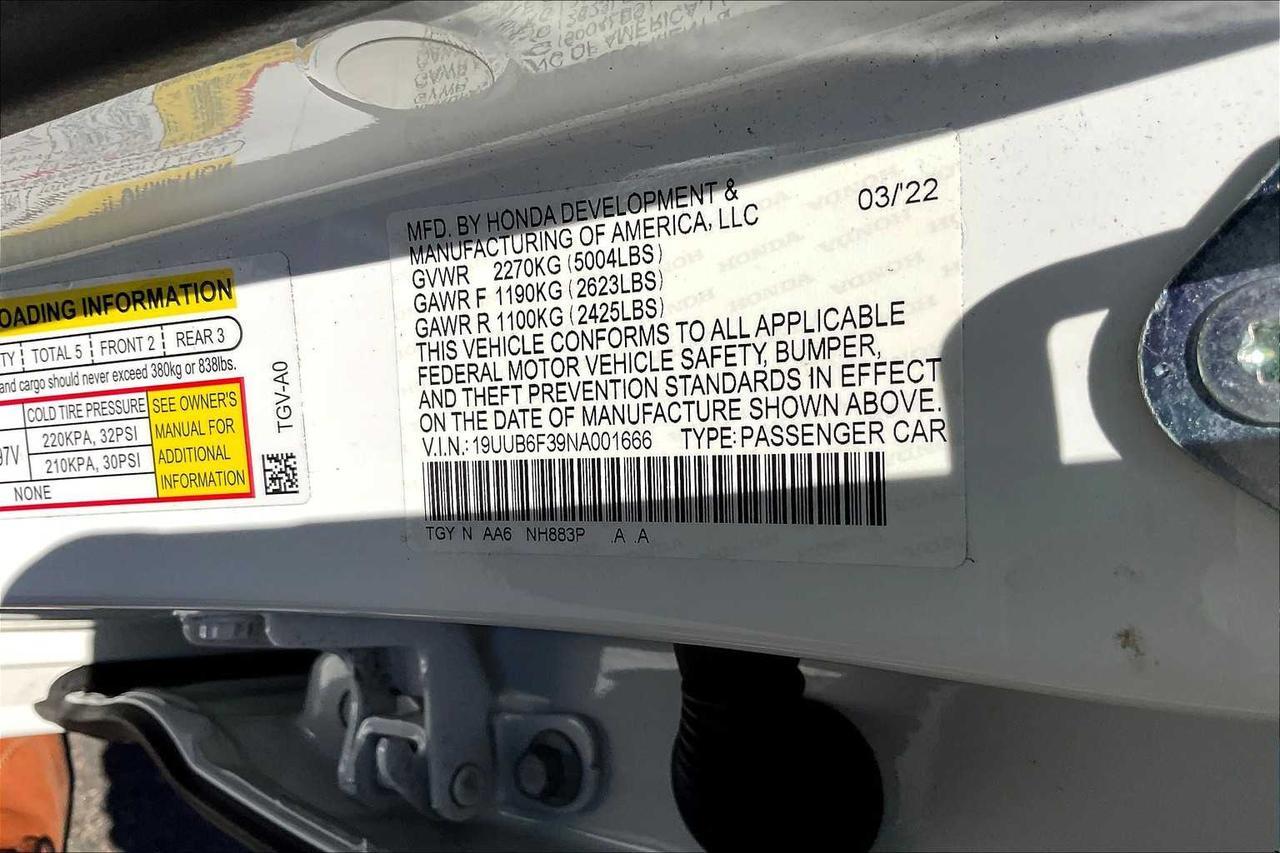 MFD. BY HONDA DEVELOPMENT &
MANUFACTURING OF AMERICA, LLC
03/'22
GVWR 2270KG (5004LBS)
GAWR F 1190KG (2623LBS)
GAWR R 1100KG (2425LBS)
THIS VEHICLE CONFORMS TO ALL APPLICABLE
FEDERAL MOTOR VEHICLE SAFETY, BUMPER,
AND THEFT PREVENTION STANDARDS IN EFFECT
ON THE DATE OF MANUFACTURE SHOWN ABOVE.
V.I.N.: 19UUB6F39NA001666 TYPE: PASSENGER CAR
TGY N AA6 NH883P A .A
OADING INFORMATION
TY TOTAL 5 FRONT 2 REAR 3
and cargo should never exceed 380kg or 838lbs.
COLD TIRE PRESSURE
97V
220KPA, 32PSI
210KPA, 30PSI
NONE
SEE OWNER'S
MANUAL FOR
ADDITIONAL
INFORMATION
TGV-A0